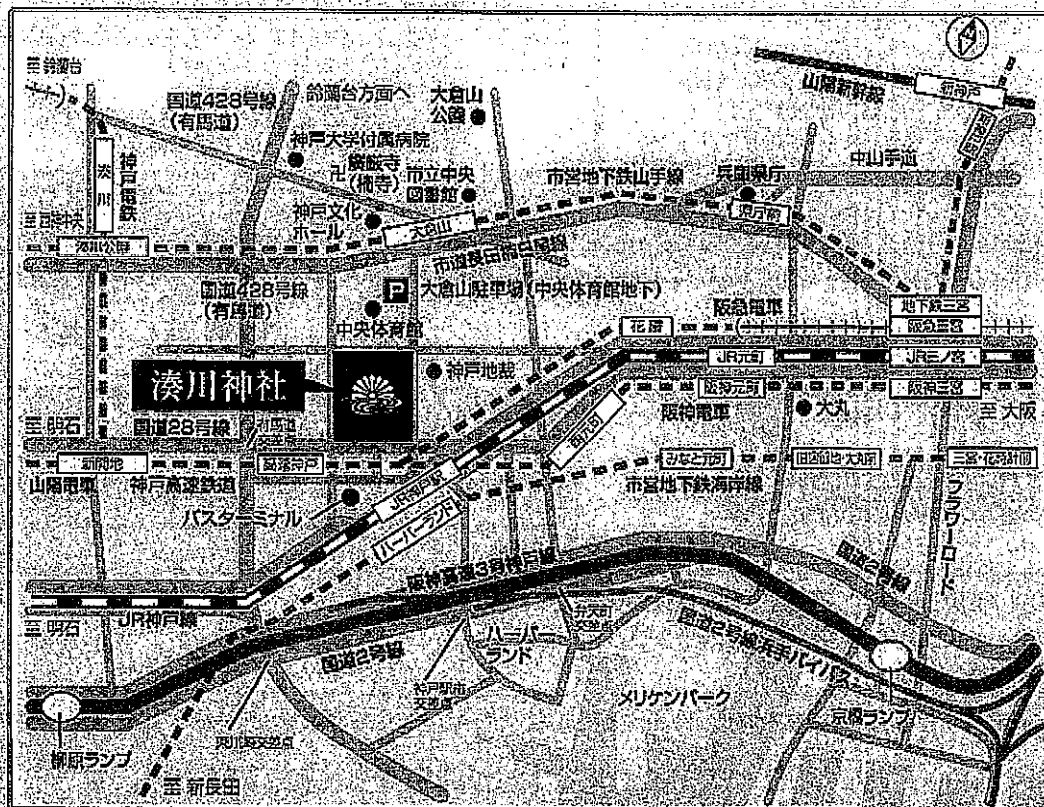 至 鈴蘭台
国道428号線
(有馬道)
鈴蘭台方面へ
大倉山
公園
山陽新幹線
新神戸
神戸大学付属病院
湊川
神戸電鉄
(楠寺)
市立中央
図書館
市営地下鉄山手線
兵庫県庁
中山手通
神戸文化
ホール
大倉山
県庁前
湊川公園
国道428号線
(有馬道)
P
大倉山駐車場(中央体育館地下)
中央体育館
地下鉄三宮
花隈
阪急電車
阪急三宮
JR元町
JR三ノ宮
湊川神社
神戸地裁
阪神元町
阪神三宮
西元町
阪神電車
大丸
至 大阪
至 明石
国道28号線
有馬道
交差点
新開地
高速神戸
みなと元町
旧居留地・大丸前
三宮・花時計前
山陽電車
神戸高速鉄道
市営地下鉄海岸線
バスターミナル
JR神戸駅
ハーバーランド
フラワーロード
国道2号線
阪神高速3号神戸線
至 明石
JR神戸線
国道2号線
ハーバー
ランド
弁天町
交差点
国道2号線浜手バイパス
神戸駅南
交差点
メリケンパーク
京橋ランプ
柳原ランプ
至 新長田